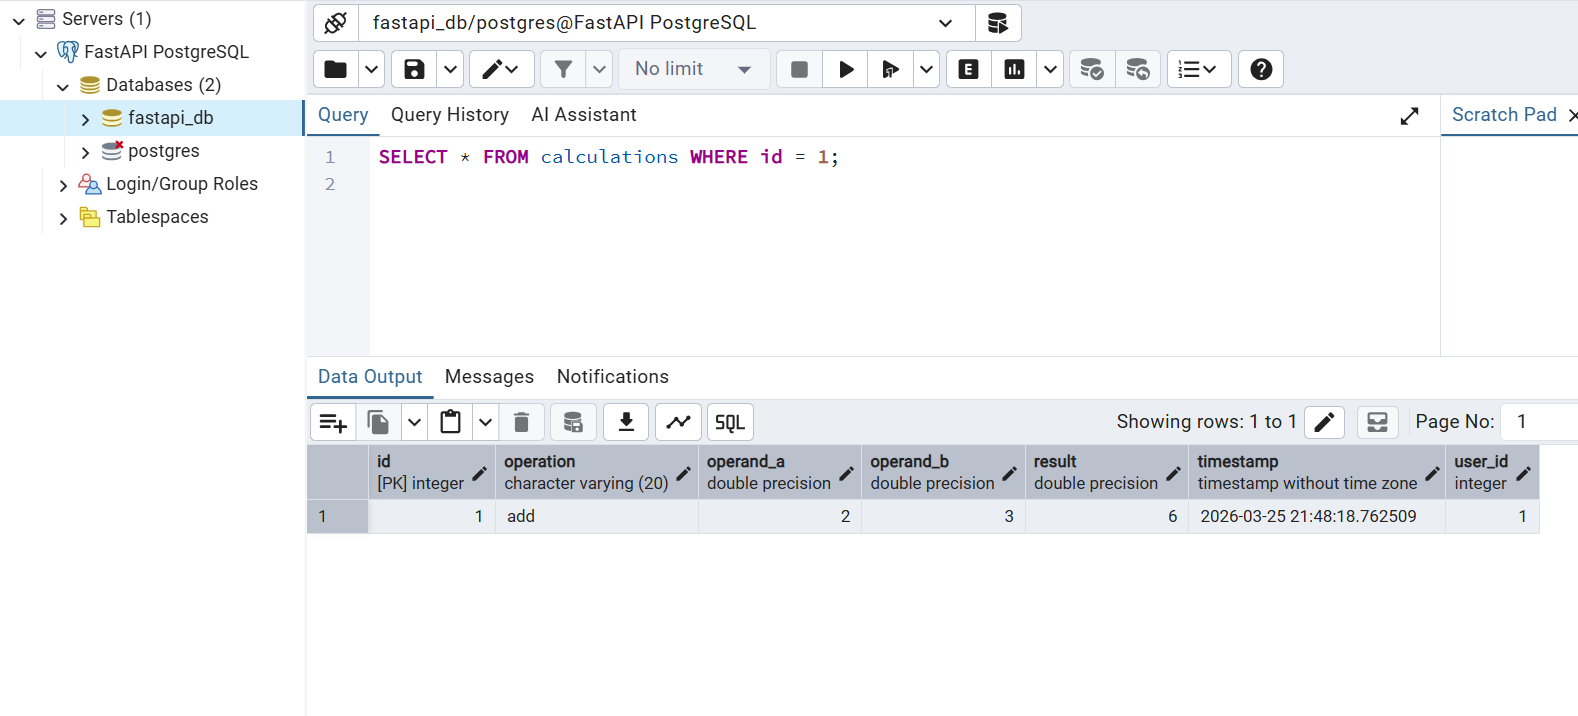 Servers (1)
FastAPI PostgreSQL
Databases (2)
fastapi_db
postgres
Login/Group Roles
Tablespaces
fastapi_db/postgres@FastAPI PostgreSQL
No limit
E
Query Query History AI Assistant
Scratch Pad
1 SELECT * FROM calculations WHERE id = 1;
2
Data Output Messages Notifications
SQL Showing rows: 1 to 1 Page No: 1
id operation operand_a operand_b result timestamp user_id
[PK] integer character varying (20) double precision double precision double precision timestamp without time zone integer
1 1 add 2 3 6 2026-03-25 21:48:18.762509 1